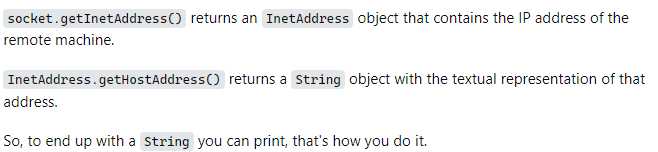 socket.getInetAddress() returns an InetAddress object that contains the IP address of the
remote machine.
InetAddress.getHostAddress() returns a String object with the textual representation of that
address.
So, to end up with a String you can print, that's how you do it.